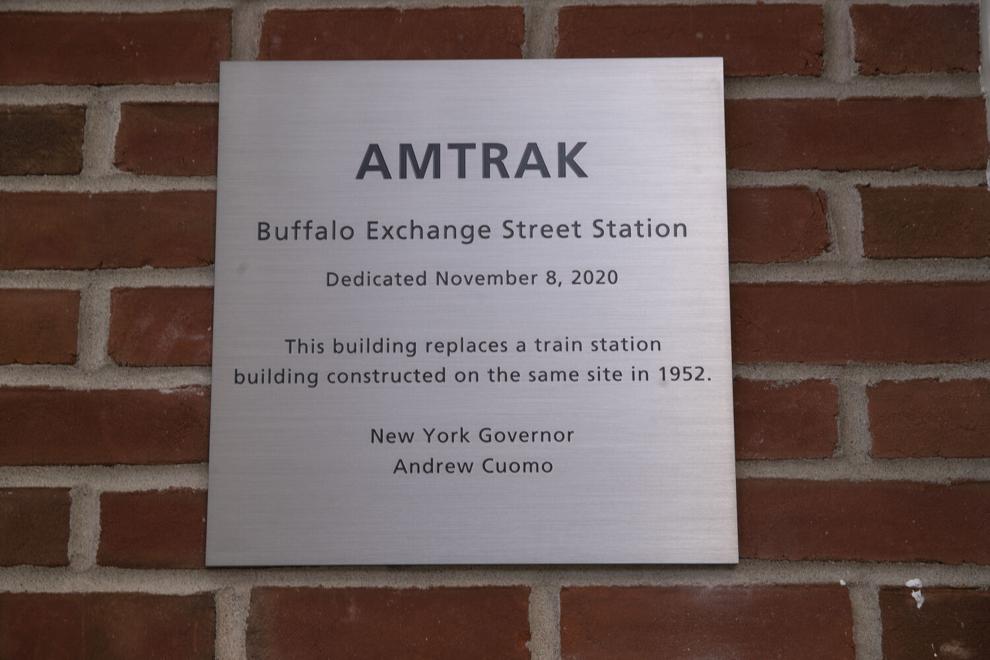 AMTRAK
Buffalo Exchange Street Station
Dedicated November 8, 2020
This building replaces a train station
building constructed on the same site in 1952.
New York Governor
Andrew Cuomo